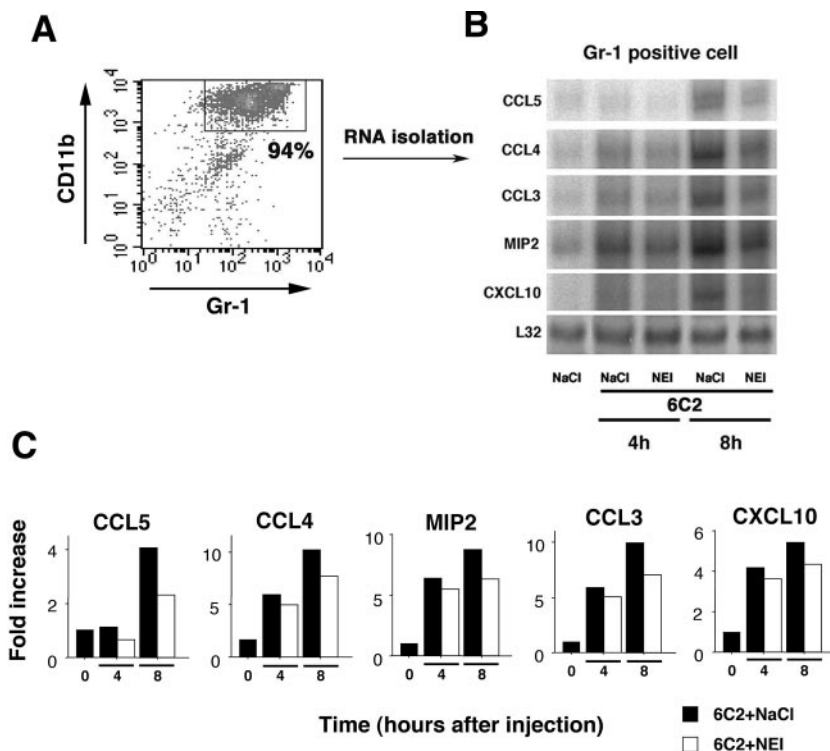 A
CD11b
10^4
10^3
10^2
10^1
10^0
94%
10^0 10^1 10^2 10^3 10^4
Gr-1
RNA isolation
B
Gr-1 positive cell
CCL5
CCL4
CCL3
MIP2
CXCL10
L32
NaCl NaCl NEI NaCl NEI
6C2
4h 8h
C
Fold increase
CCL5
4
2
0
0 4 8
CCL4
10
5
0
0 4 8
MIP2
10
5
0
0 4 8
CCL3
10
5
0
0 4 8
CXCL10
6
4
2
0
0 4 8
Time (hours after injection)
6C2+NaCl
6C2+NEI